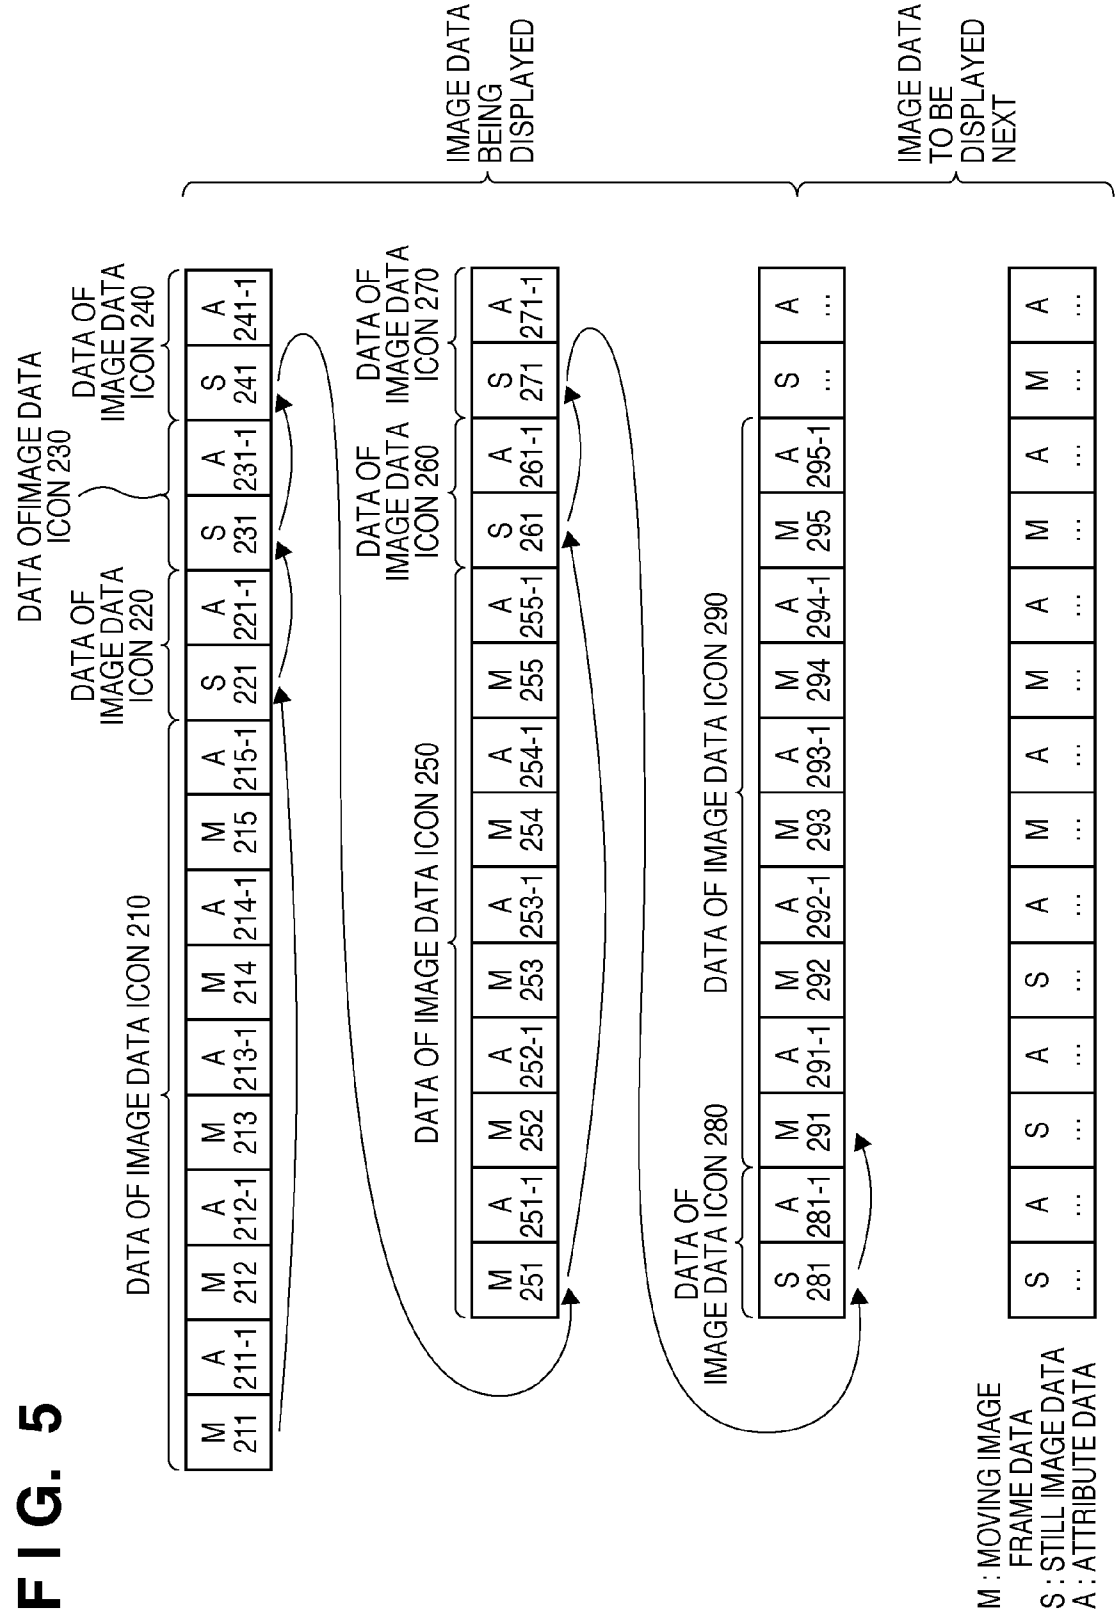 FIG. 5
DATA OF IMAGE DATA ICON 210
DATA OF
IMAGE DATA
ICON 220
DATA OFIMAGE DATA
ICON 230
DATA OF
IMAGE DATA
ICON 240
M 211
A 211-1
M 212
A 212-1
M 213
A 213-1
M 214
A 214-1
M 215
A 215-1
S 221
A 221-1
S 231
A 231-1
S 241
A 241-1
IMAGE DATA
BEING
DISPLAYED
DATA OF IMAGE DATA ICON 250
DATA OF
IMAGE DATA
ICON 260
DATA OF
IMAGE DATA
ICON 270
M 251
A 251-1
M 252
A 252-1
M 253
A 253-1
M 254
A 254-1
M 255
A 255-1
S 261
A 261-1
S 271
A 271-1
DATA OF
IMAGE DATA ICON 280
DATA OF IMAGE DATA ICON 290
S 281
A 281-1
M 291
A 291-1
M 292
A 292-1
M 293
A 293-1
M 294
A 294-1
M 295
A 295-1
S ...
A ...
IMAGE DATA
TO BE
DISPLAYED
NEXT
S ...
A ...
S ...
A ...
S ...
A ...
M ...
A ...
M ...
A ...
M ...
A ...
M ...
A ...
M : MOVING IMAGE
FRAME DATA
S : STILL IMAGE DATA
A : ATTRIBUTE DATA